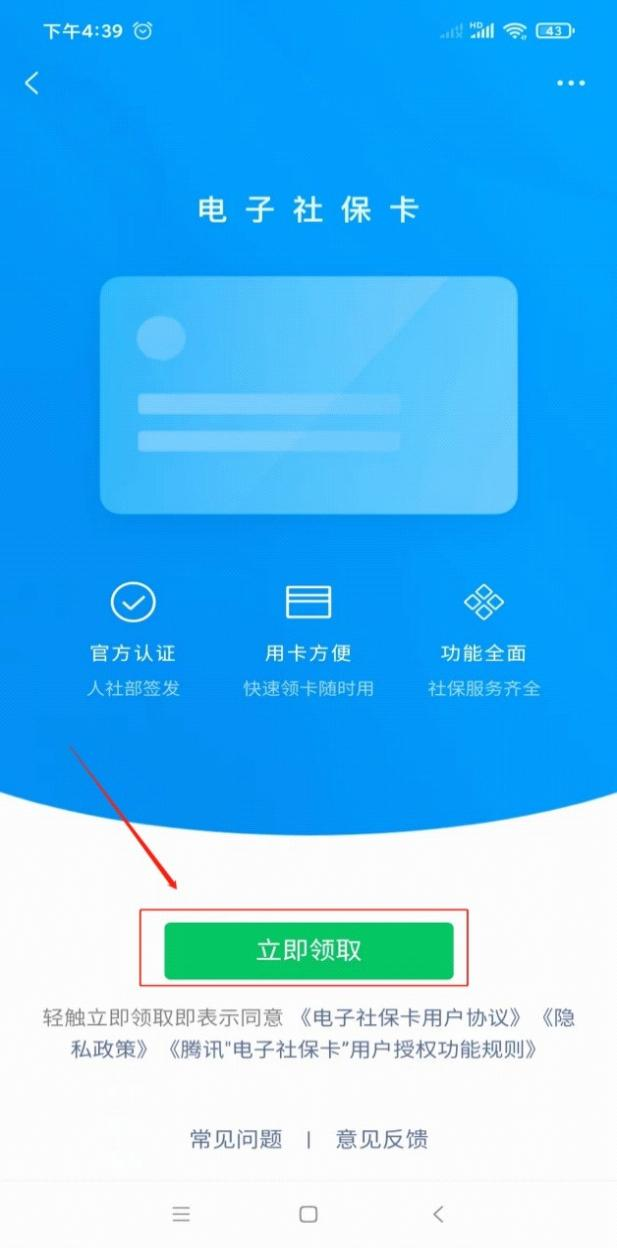 下午4:39
HD
43
电子社保卡
官方认证 用卡方便 功能全面
人社部签发 快速领卡随时用 社保服务齐全
立即领取
轻触立即领取即表示同意《电子社保卡用户协议》《隐
私政策》《腾讯"电子社保卡"用户授权功能规则》
常见问题 | 意见反馈